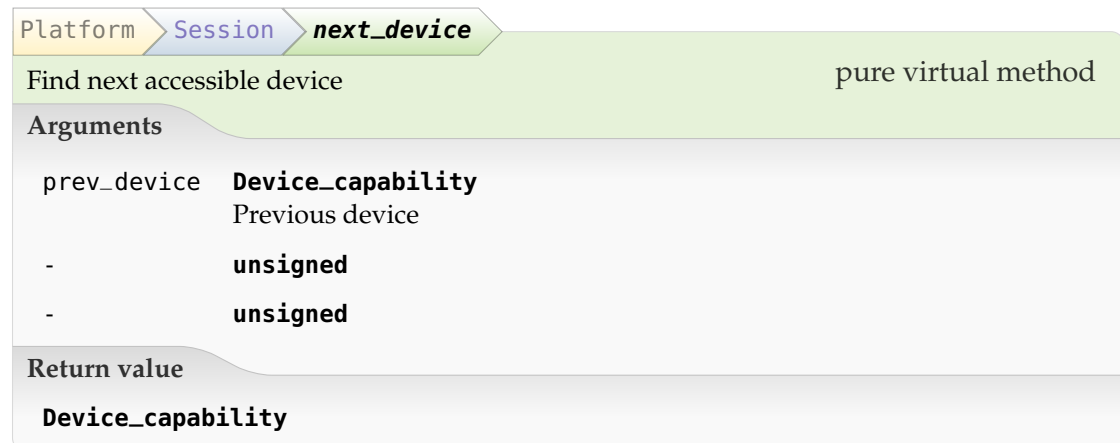 Platform Session next_device
Find next accessible device pure virtual method
Arguments
prev_device Device_capability
Previous device
- unsigned
- unsigned
Return value
Device_capability